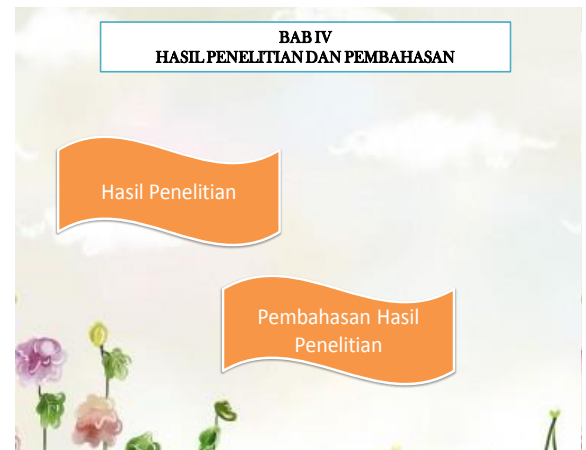 BAB IV
HASIL PENELITIAN DAN PEMBAHASAN
Hasil Penelitian
Pembahasan Hasil
Penelitian